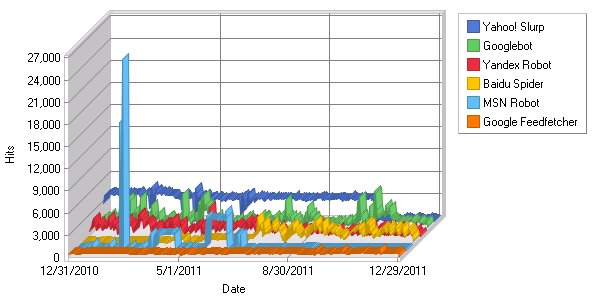 27,000
24,000
21,000
18,000
15,000
12,000
9,000
6,000
3,000
0
Hits
12/31/2010
5/1/2011
8/30/2011
12/29/2011
Date
Yahoo! Slurp
Googlebot
Yandex Robot
Baidu Spider
MSN Robot
Google Feedfetcher